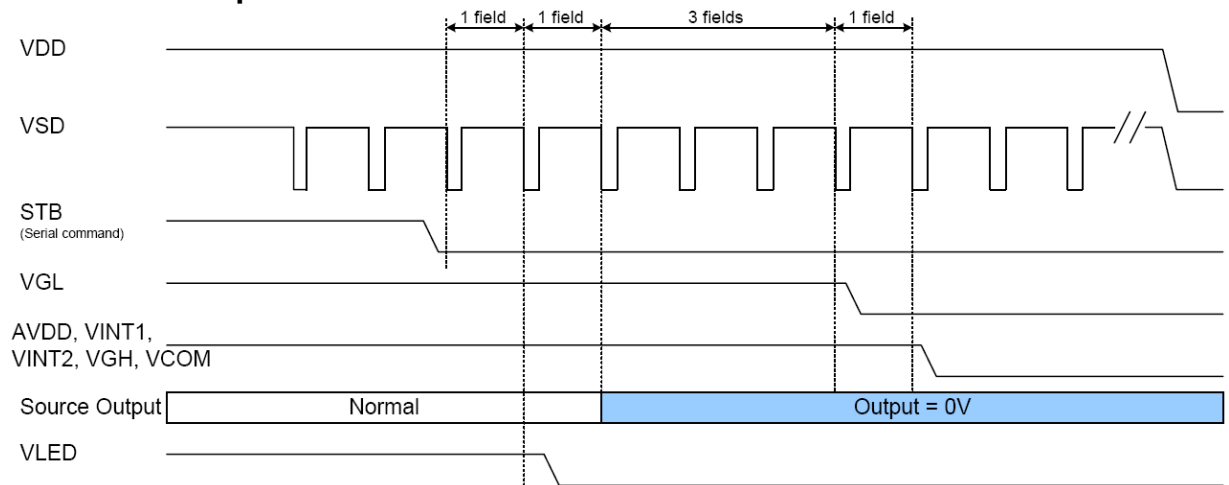 1 field 1 field 3 fields 1 field
VDD
VSD
STB
(Serial command)
VGL
AVDD, VINT1,
VINT2, VGH, VCOM
Source Output Normal Output = 0V
VLED